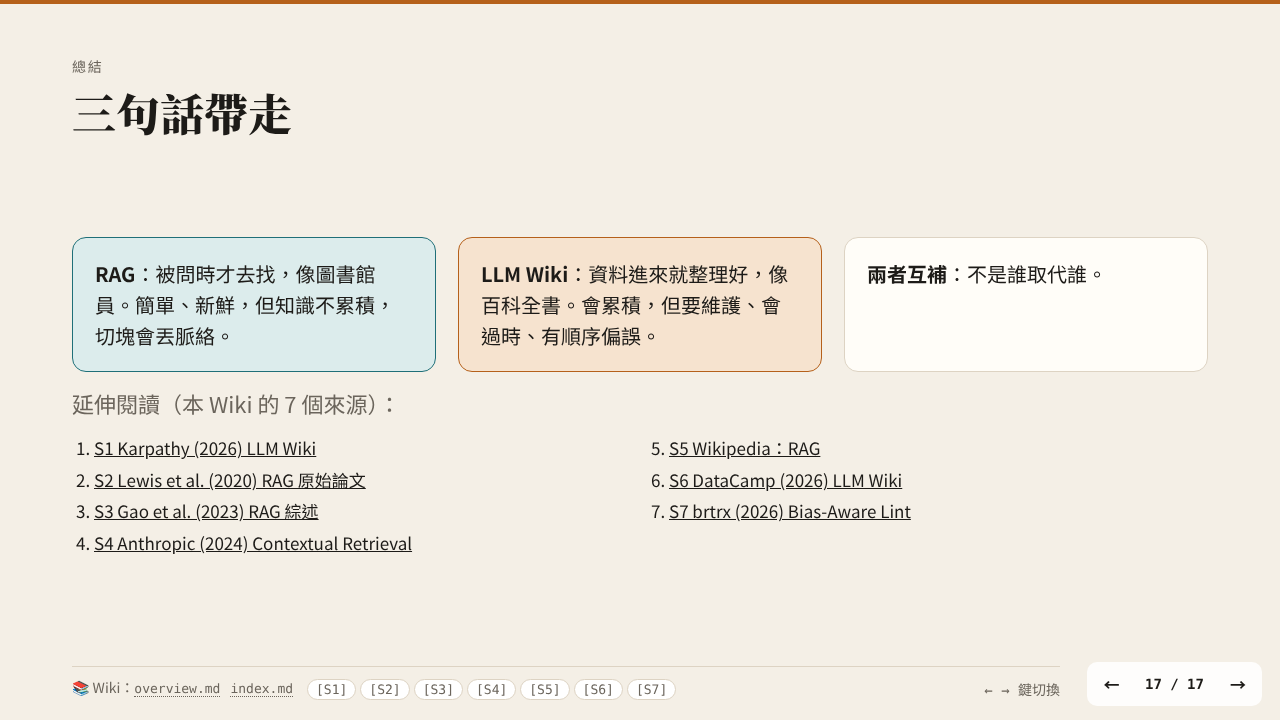 總結
三句話帶走
RAG：被問時才去找，像圖書館
員。簡單、新鮮，但知識不累積，
切塊會丟脈絡。
LLM Wiki：資料進來就整理好，像
百科全書。會累積，但要維護、會
過時、有順序偏誤。
兩者互補：不是誰取代誰。
延伸閱讀（本 Wiki 的 7 個來源）：
1. S1 Karpathy (2026) LLM Wiki
2. S2 Lewis et al. (2020) RAG 原始論文
3. S3 Gao et al. (2023) RAG 綜述
4. S4 Anthropic (2024) Contextual Retrieval
5. S5 Wikipedia：RAG
6. S6 DataCamp (2026) LLM Wiki
7. S7 brtrx (2026) Bias-Aware Lint
📚 Wiki：overview.md index.md [S1] [S2] [S3] [S4] [S5] [S6] [S7]
← → 鍵切換
← 17 / 17 →